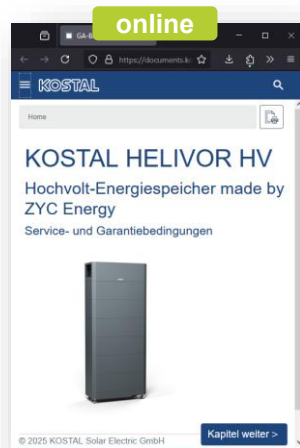 online
GA-B
https://documents.k
KOSTAL
Home
KOSTAL HELIVOR HV
Hochvolt-Energiespeicher made by
ZYC Energy
Service- und Garantiebedingungen
© 2025 KOSTAL Solar Electric GmbH
Kapitel weiter >